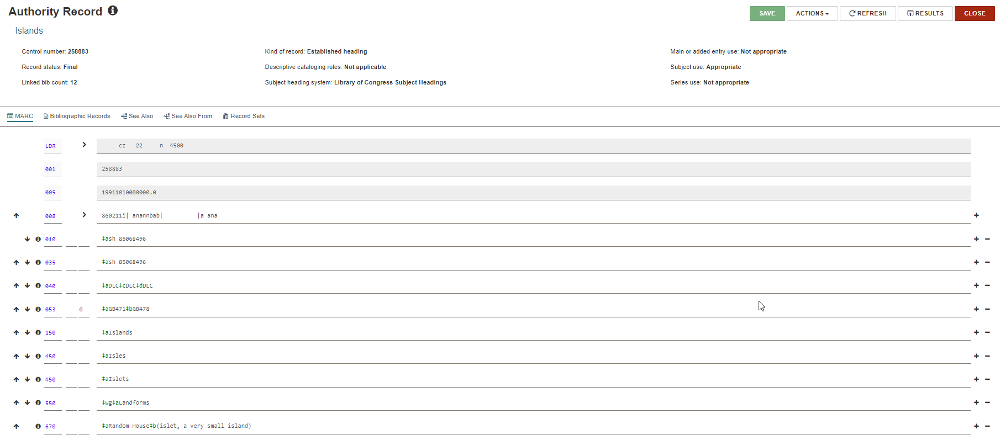 Authority Record
SAVE ACTIONS REFRESH RESULTS CLOSE
Islands
Control number: 258883 Kind of record: Established heading Main or added entry use: Not appropriate
Record status: Final Descriptive cataloging rules: Not applicable Subject use: Appropriate
Linked bib count: 12 Subject heading system: Library of Congress Subject Headings Series use: Not appropriate
MARC Bibliographic Records See Also See Also From Record Sets
LDR cz 22 n 4500
001 258883
005 19911010000000.0
008 860211i| anannbab| |a ana
010 ‡ash 85068496
035 ‡ash 85068496
040 ‡aDLC‡cDLC‡dDLC
053 0 ‡aGB471‡bGB478
150 ‡aIslands
450 ‡aIsles
450 ‡aIslets
550 ‡wg‡aLandforms
670 ‡aRandom House‡b(islet, a very small island)